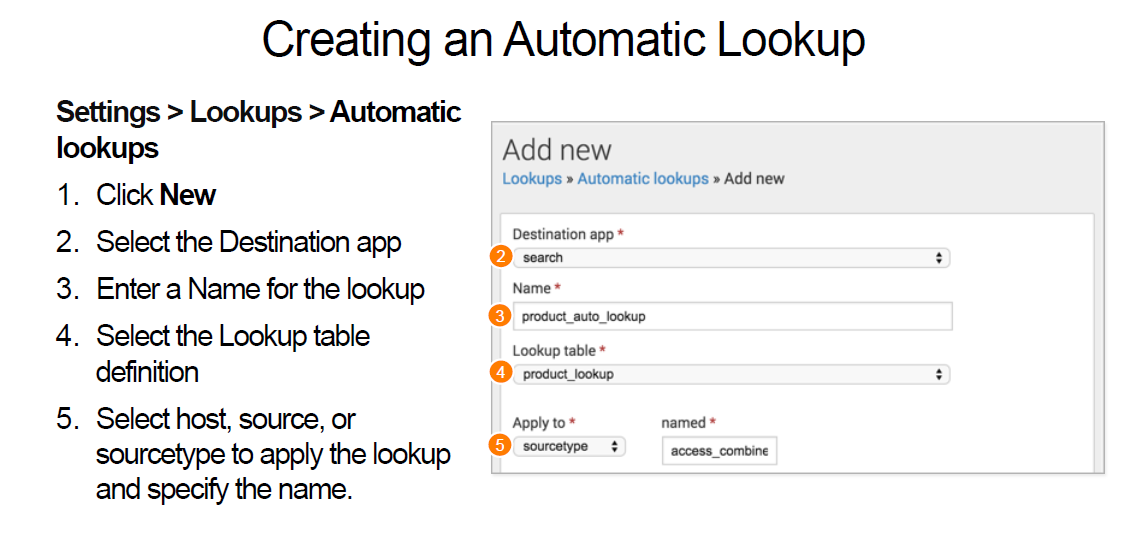 Creating an Automatic Lookup
Settings > Lookups > Automatic
lookups
1. Click New
2. Select the Destination app
3. Enter a Name for the lookup
4. Select the Lookup table
definition
5. Select host, source, or
sourcetype to apply the lookup
and specify the name.
Add new
Lookups » Automatic lookups » Add new
Destination app *
2 search
Name *
3 product_auto_lookup
Lookup table *
4 product_lookup
Apply to * named *
5 sourcetype access_combine